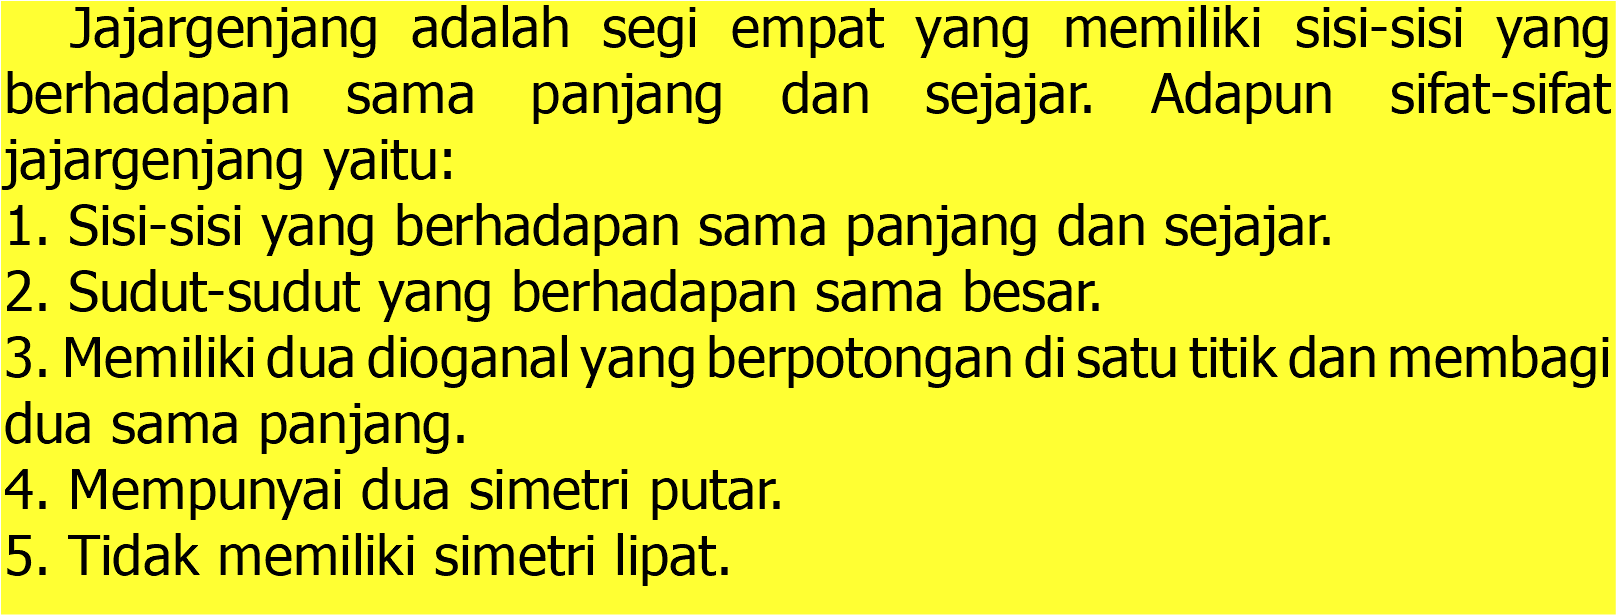 Jajargenjang adalah segi empat yang memiliki sisi-sisi yang
berhadapan sama panjang dan sejajar. Adapun sifat-sifat
jajargenjang yaitu:
1. Sisi-sisi yang berhadapan sama panjang dan sejajar.
2. Sudut-sudut yang berhadapan sama besar.
3. Memiliki dua dioganal yang berpotongan di satu titik dan membagi
dua sama panjang.
4. Mempunyai dua simetri putar.
5. Tidak memiliki simetri lipat.